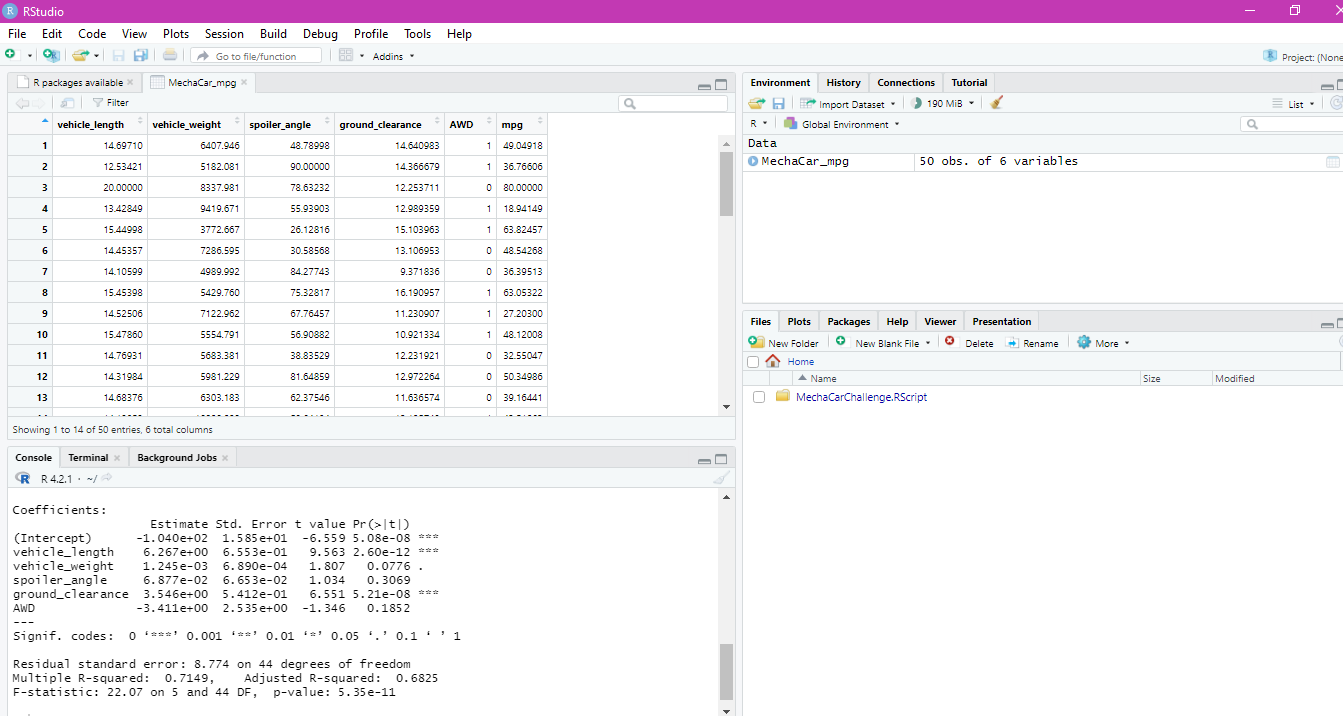 RStudio
File Edit Code View Plots Session Build Debug Profile Tools Help
Go to file/function Addins
Project: (None
R packages available MechaCar_mpg
Filter
vehicle_length vehicle_weight spoiler_angle ground_clearance AWD mpg
1 14.69710 6407.946 48.78998 14.640983 1 49.04918
2 12.53421 5182.081 90.00000 14.366679 1 36.76606
3 20.00000 8337.981 78.63232 12.253711 0 80.00000
4 13.42849 9419.671 55.93903 12.989359 1 18.94149
5 15.44998 3772.667 26.12816 15.103963 1 63.82457
6 14.45357 7286.595 30.58568 13.106953 0 48.54268
7 14.10599 4989.992 84.27743 9.371836 0 36.39513
8 15.45398 5429.760 75.32817 16.190957 1 63.05322
9 14.52506 7122.962 67.76457 11.230907 1 27.20300
10 15.47860 5554.791 56.90882 10.921334 1 48.12008
11 14.76931 5683.381 38.83529 12.231921 0 32.55047
12 14.31984 5981.229 81.64859 12.972264 0 50.34986
13 14.68376 6303.183 62.37546 11.636574 0 39.16441
Showing 1 to 14 of 50 entries, 6 total columns
Console Terminal Background Jobs
R R 4.2.1 · ~/
Coefficients:
Estimate Std. Error t value Pr(>|t|)
(Intercept) -1.040e+02 1.585e+01 -6.559 5.08e-08 ***
vehicle_length 6.267e+00 6.553e-01 9.563 2.60e-12 ***
vehicle_weight 1.245e-03 6.890e-04 1.807 0.0776 .
spoiler_angle 6.877e-02 6.653e-02 1.034 0.3069
ground_clearance 3.546e+00 5.412e-01 6.551 5.21e-08 ***
AWD -3.411e+00 2.535e+00 -1.346 0.1852
---
Signif. codes: 0 ‘***’ 0.001 ‘**’ 0.01 ‘*’ 0.05 ‘.’ 0.1 ‘ ’ 1
Residual standard error: 8.774 on 44 degrees of freedom
Multiple R-squared: 0.7149, Adjusted R-squared: 0.6825
F-statistic: 22.07 on 5 and 44 DF, p-value: 5.35e-11
Environment History Connections Tutorial
Import Dataset 190 MiB List
R Global Environment
Data
MechaCar_mpg 50 obs. of 6 variables
Files Plots Packages Help Viewer Presentation
New Folder New Blank File Delete Rename More
Home
Name Size Modified
MechaCarChallenge.RScript